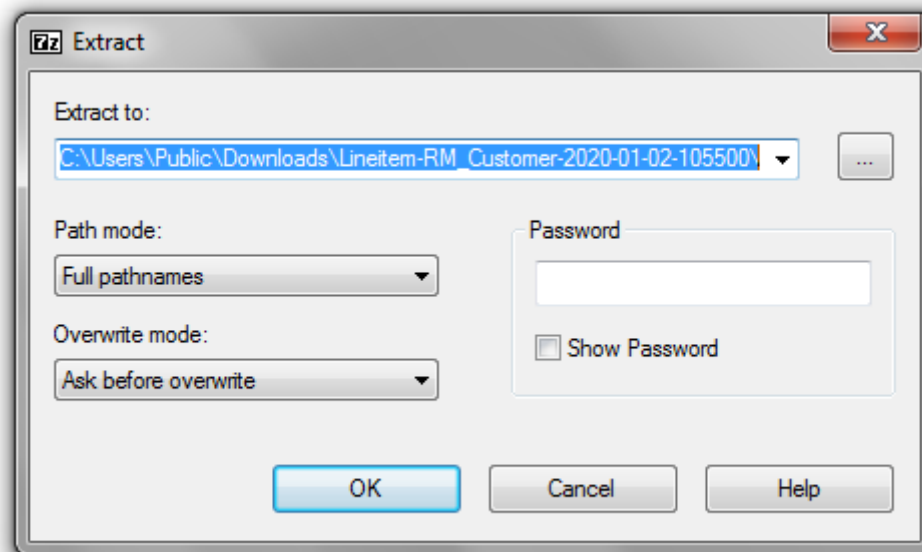 7z Extract
Extract to:
C:\Users\Public\Downloads\Lineitem-RM_Customer-2020-01-02-105500\
...
Path mode:
Full pathnames
Password
Overwrite mode:
Show Password
Ask before overwrite
OK Cancel Help